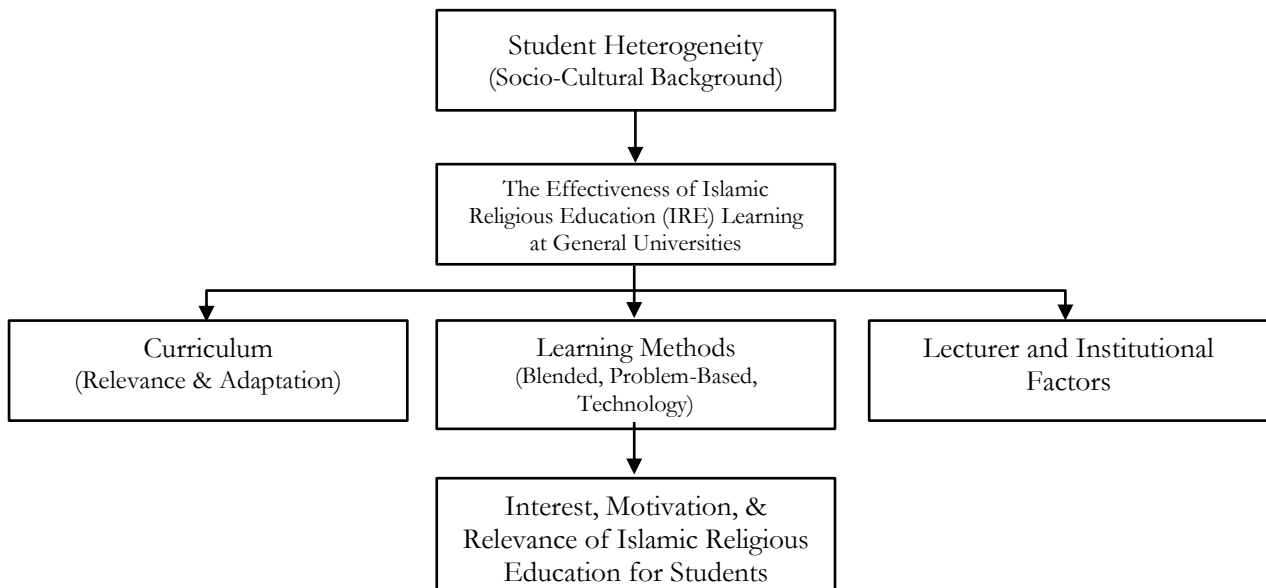 Student Heterogeneity
(Socio-Cultural Background)
The Effectiveness of Islamic
Religious Education (IRE) Learning
at General Universities
Curriculum
(Relevance & Adaptation)
Learning Methods
(Blended, Problem-Based,
Technology)
Lecturer and Institutional
Factors
Interest, Motivation, &
Relevance of Islamic Religious
Education for Students